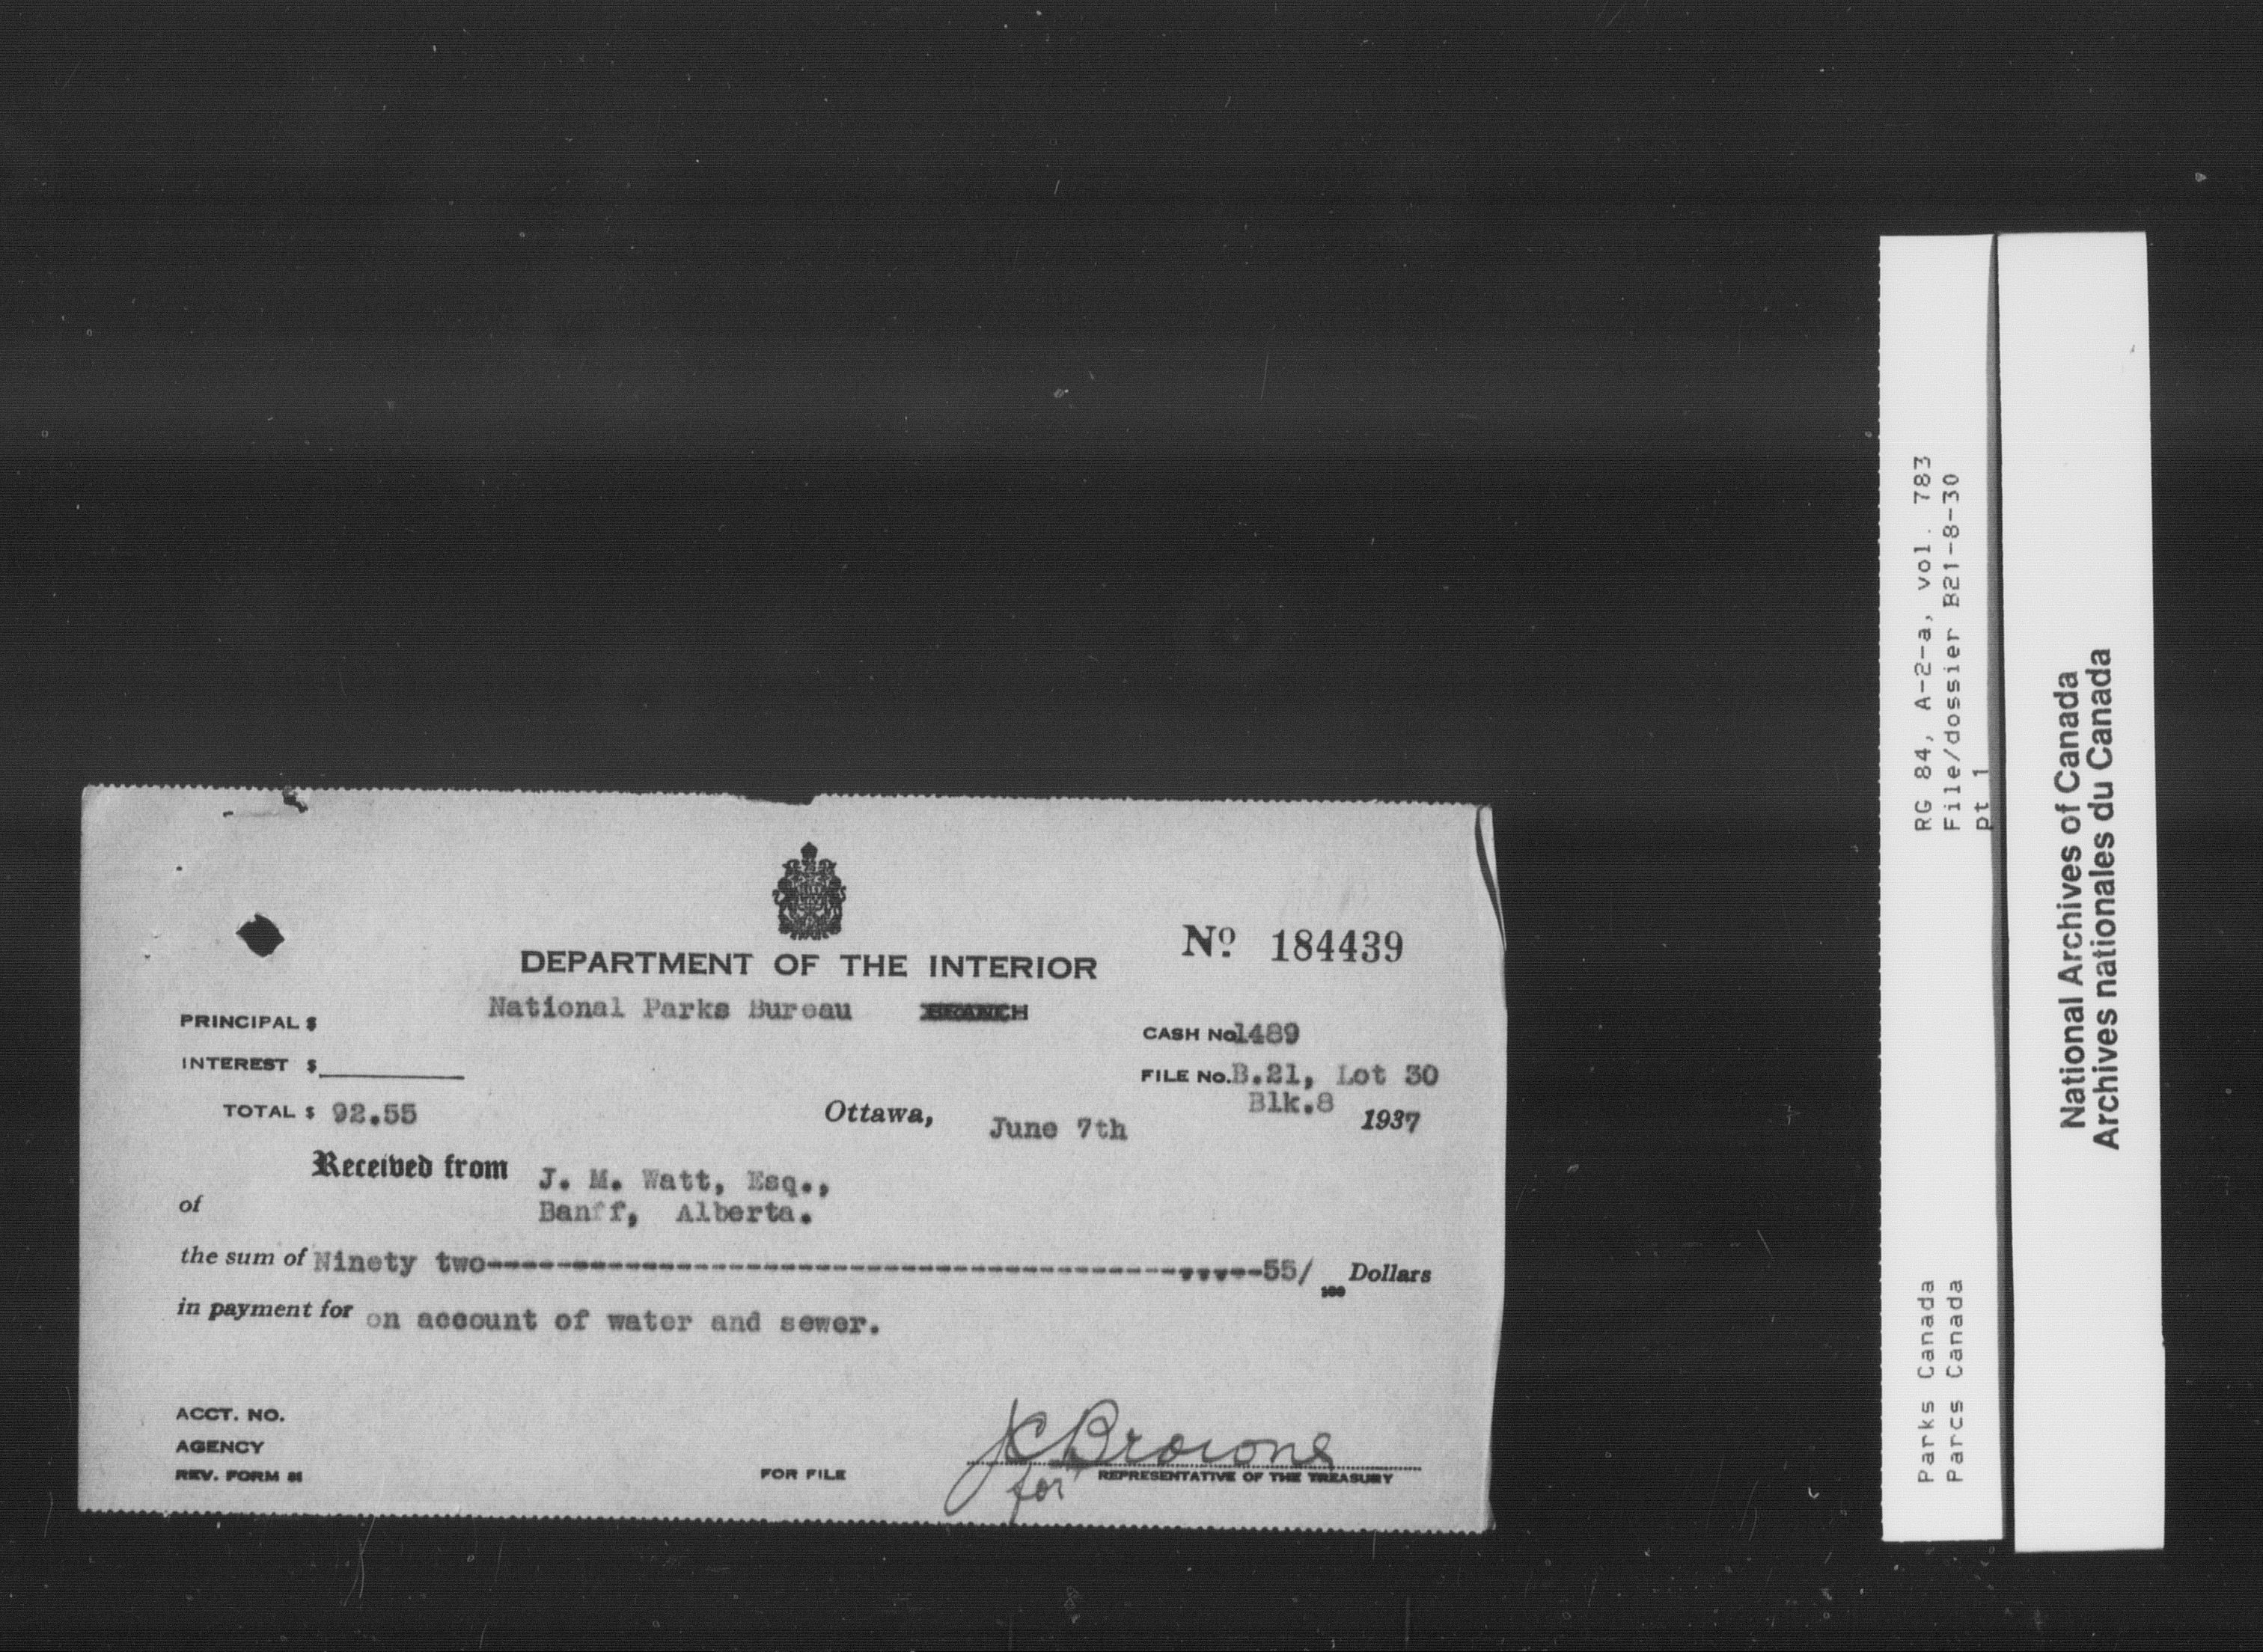 DEPARTMENT OF THE INTERIOR
Nº 184439
National Parks Bureau BRANCH
PRINCIPAL $
CASH No. 1489
INTEREST $
FILE No. B.21, Lot 30
Blk.8
TOTAL $ 92.55
Ottawa, June 7th 1937
Received from J. M. Watt, Esq.,
of Banff, Alberta.
the sum of Ninety two-----------------------------------------------55/100 Dollars
in payment for on account of water and sewer.
ACCT. NO.
AGENCY
REV. FORM 81
FOR FILE
JC Browne
for REPRESENTATIVE OF THE TREASURY
RG 84, A-2-a, vol. 783
File/dossier B21-8-30
pt 1
Parks Canada
Parcs Canada
National Archives of Canada
Archives nationales du Canada